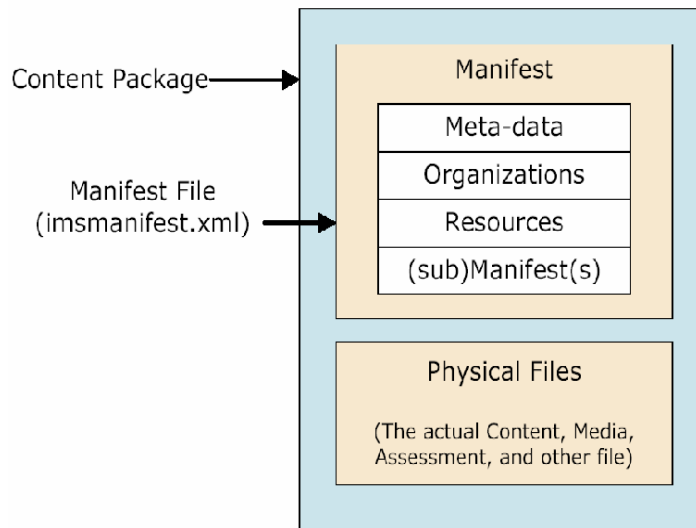 Content Package
Manifest File
(imsmanifest.xml)
Manifest
Meta-data
Organizations
Resources
(sub)Manifest(s)
Physical Files
(The actual Content, Media,
Assessment, and other file)